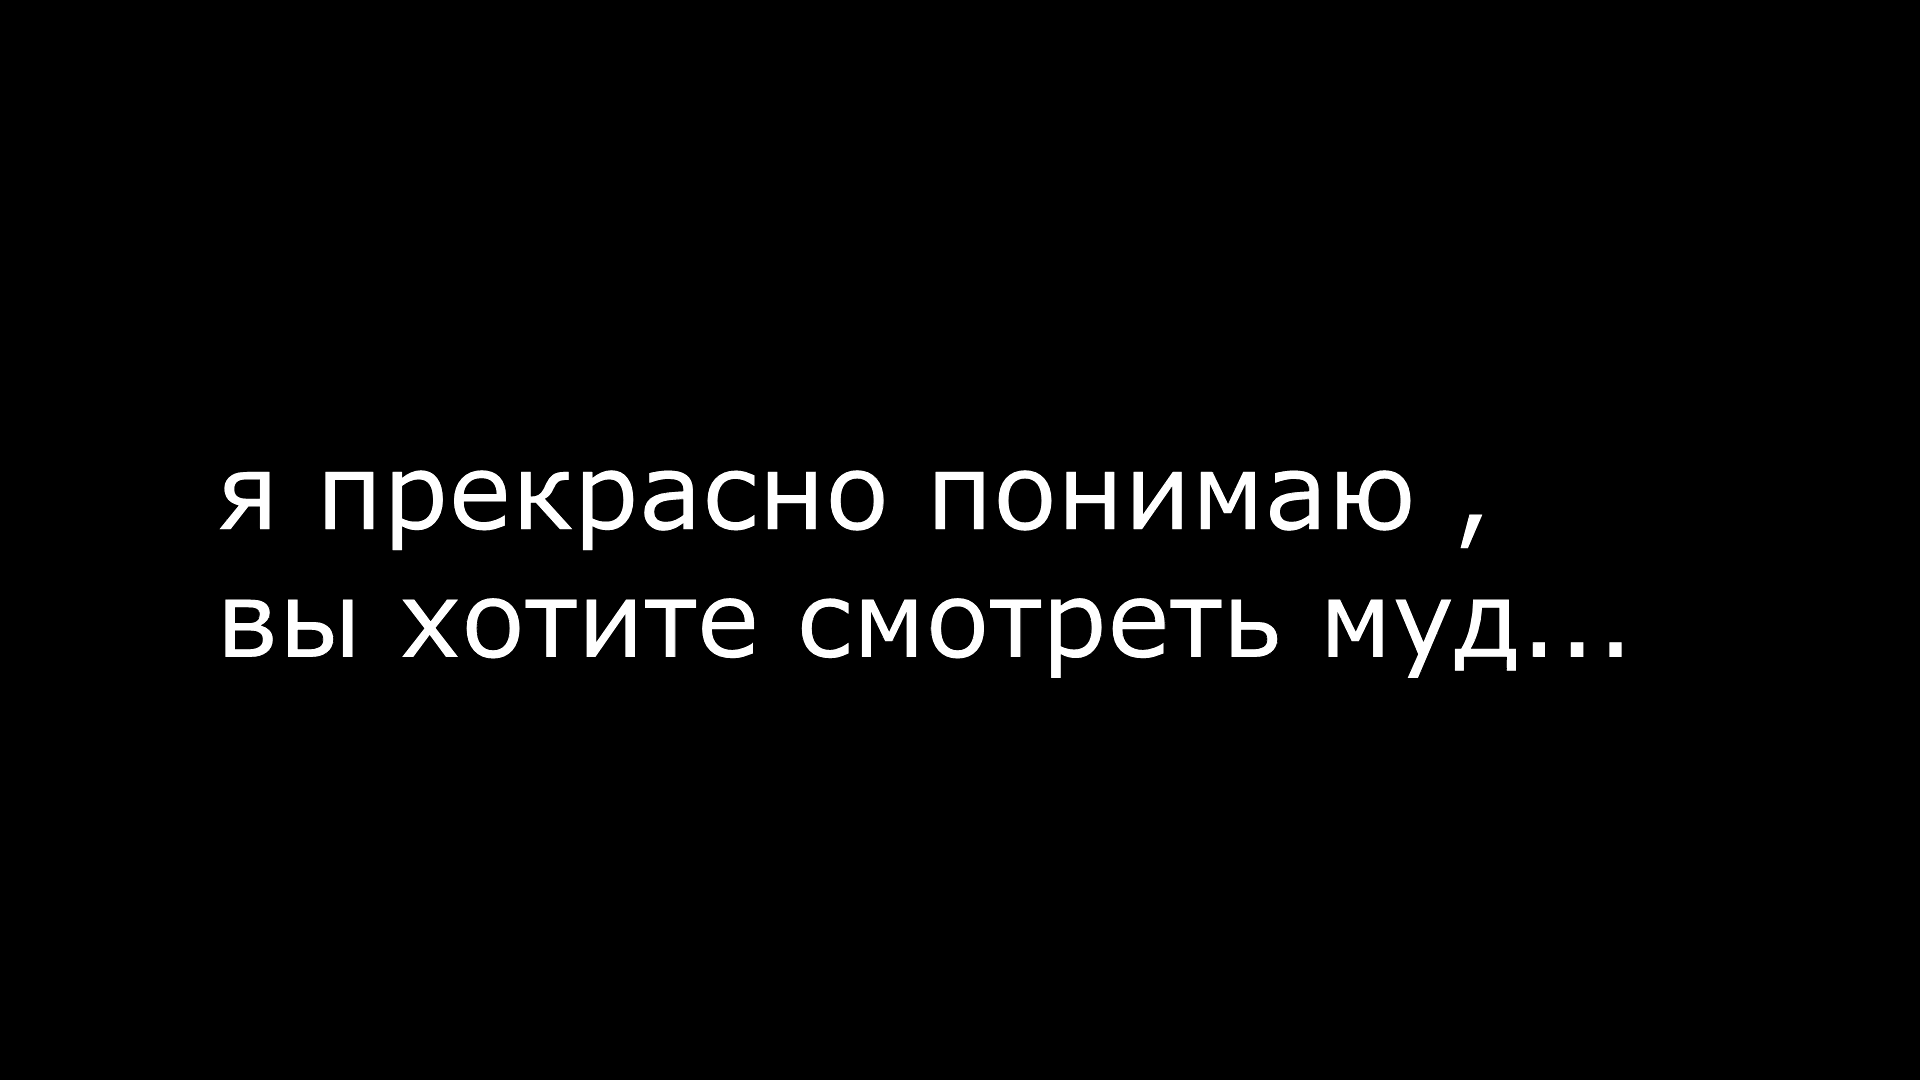 я прекрасно понимаю ,
вы хотите смотреть муд...